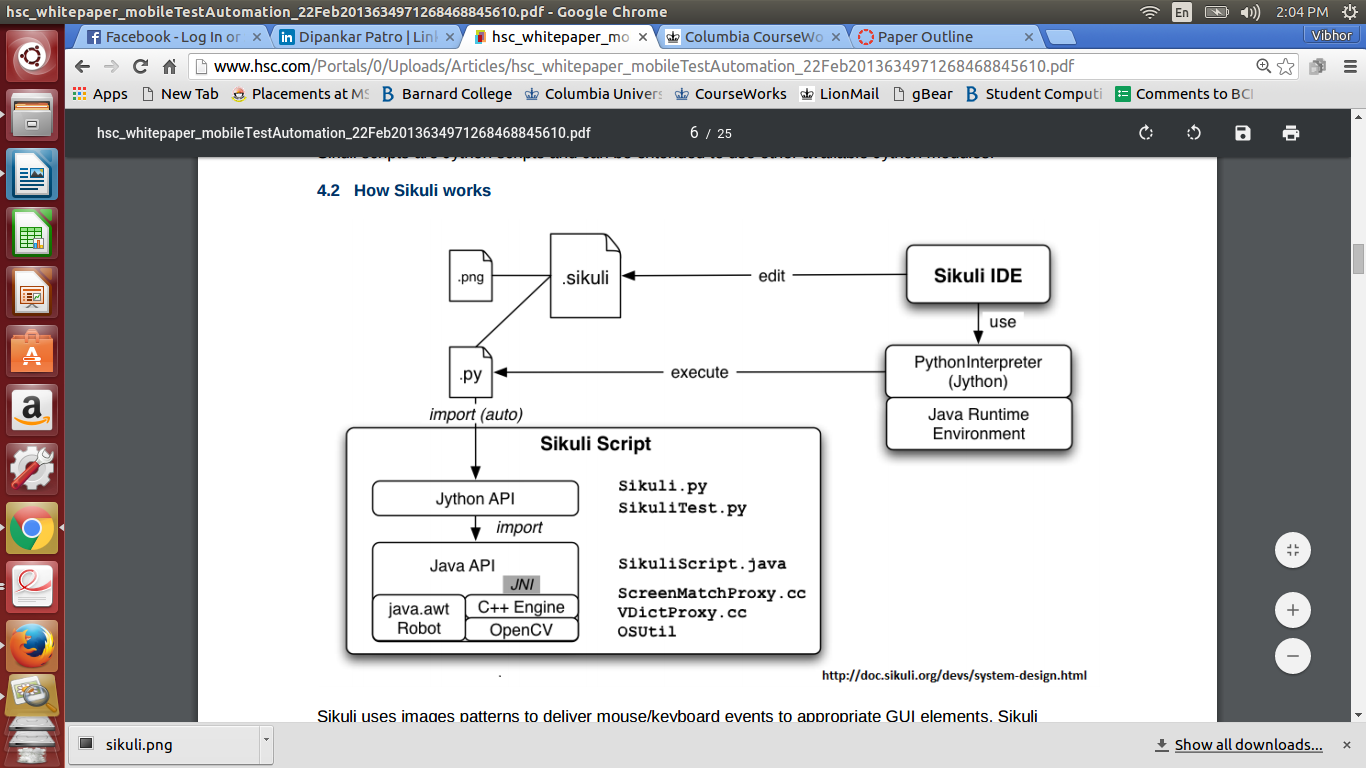 hsc_whitepaper_mobileTestAutomation_22Feb2013634971268468845610.pdf - Google Chrome
En
2:04 PM
Facebook - Log In or
Dipankar Patro | Link
hsc_whitepaper_mo
Columbia CourseWo
Paper Outline
Vibhor
www.hsc.com/Portals/0/Uploads/Articles/hsc_whitepaper_mobileTestAutomation_22Feb2013634971268468845610.pdf
Apps
New Tab
Placements at MS
Barnard College
Columbia Univers
CourseWorks
LionMail
gBear
Student Computi
Comments to BC
hsc_whitepaper_mobileTestAutomation_22Feb2013634971268468845610.pdf
6 / 25
4.2 How Sikuli works
.png
.sikuli
edit
Sikuli IDE
use
.py
execute
PythonInterpreter
(Jython)
Java Runtime
Environment
import (auto)
Sikuli Script
Jython API
Sikuli.py
SikuliTest.py
import
Java API
JNI
SikuliScript.java
java.awt
Robot
C++ Engine
OpenCV
ScreenMatchProxy.cc
VDictProxy.cc
OSUtil
http://doc.sikuli.org/devs/system-design.html
Sikuli uses images patterns to deliver mouse/keyboard events to appropriate GUI elements. Sikuli
sikuli.png
Show all downloads...